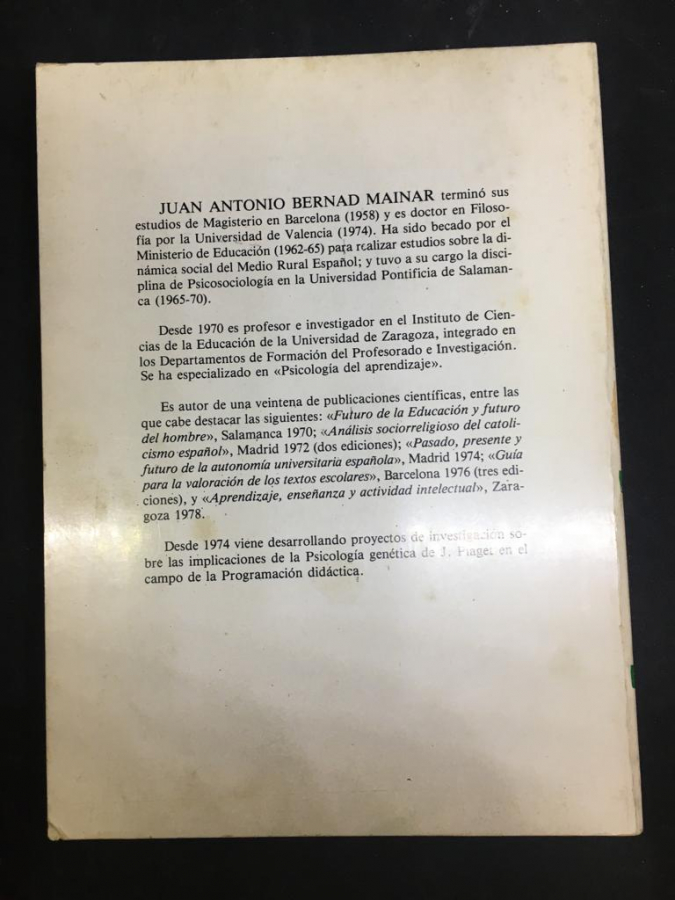 JUAN ANTONIO BERNAD MAINAR terminó sus
estudios de Magisterio en Barcelona (1958) y es doctor en Filoso-
fía por la Universidad de Valencia (1974). Ha sido becado por el
Ministerio de Educación (1962-65) para realizar estudios sobre la di-
námica social del Medio Rural Español; y tuvo a su cargo la disci-
plina de Psicosociología en la Universidad Pontificia de Salaman-
ca (1965-70).
Desde 1970 es profesor e investigador en el Instituto de Cien-
cias de la Educación de la Universidad de Zaragoza, integrado en
los Departamentos de Formación del Profesorado e Investigación.
Se ha especializado en «Psicología del aprendizaje».
Es autor de una veintena de publicaciones científicas, entre las
que cabe destacar las siguientes: «Futuro de la Educación y futuro
del hombre», Salamanca 1970; «Análisis sociorreligioso del catoli-
cismo español», Madrid 1972 (dos ediciones); «Pasado, presente y
futuro de la autonomía universitaria española», Madrid 1974; «Guía
para la valoración de los textos escolares», Barcelona 1976 (tres edi-
ciones), y «Aprendizaje, enseñanza y actividad intelectual», Zara-
goza 1978.
Desde 1974 viene desarrollando proyectos de investigación so-
bre las implicaciones de la Psicología genética de J. Piaget en el
campo de la Programación didáctica.